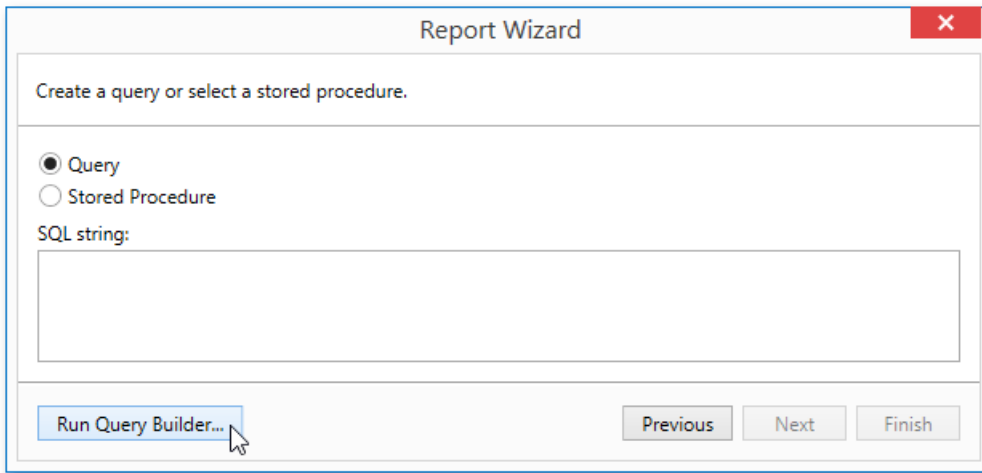 Report Wizard
Create a query or select a stored procedure.
Query
Stored Procedure
SQL string:
Run Query Builder... Previous Next Finish